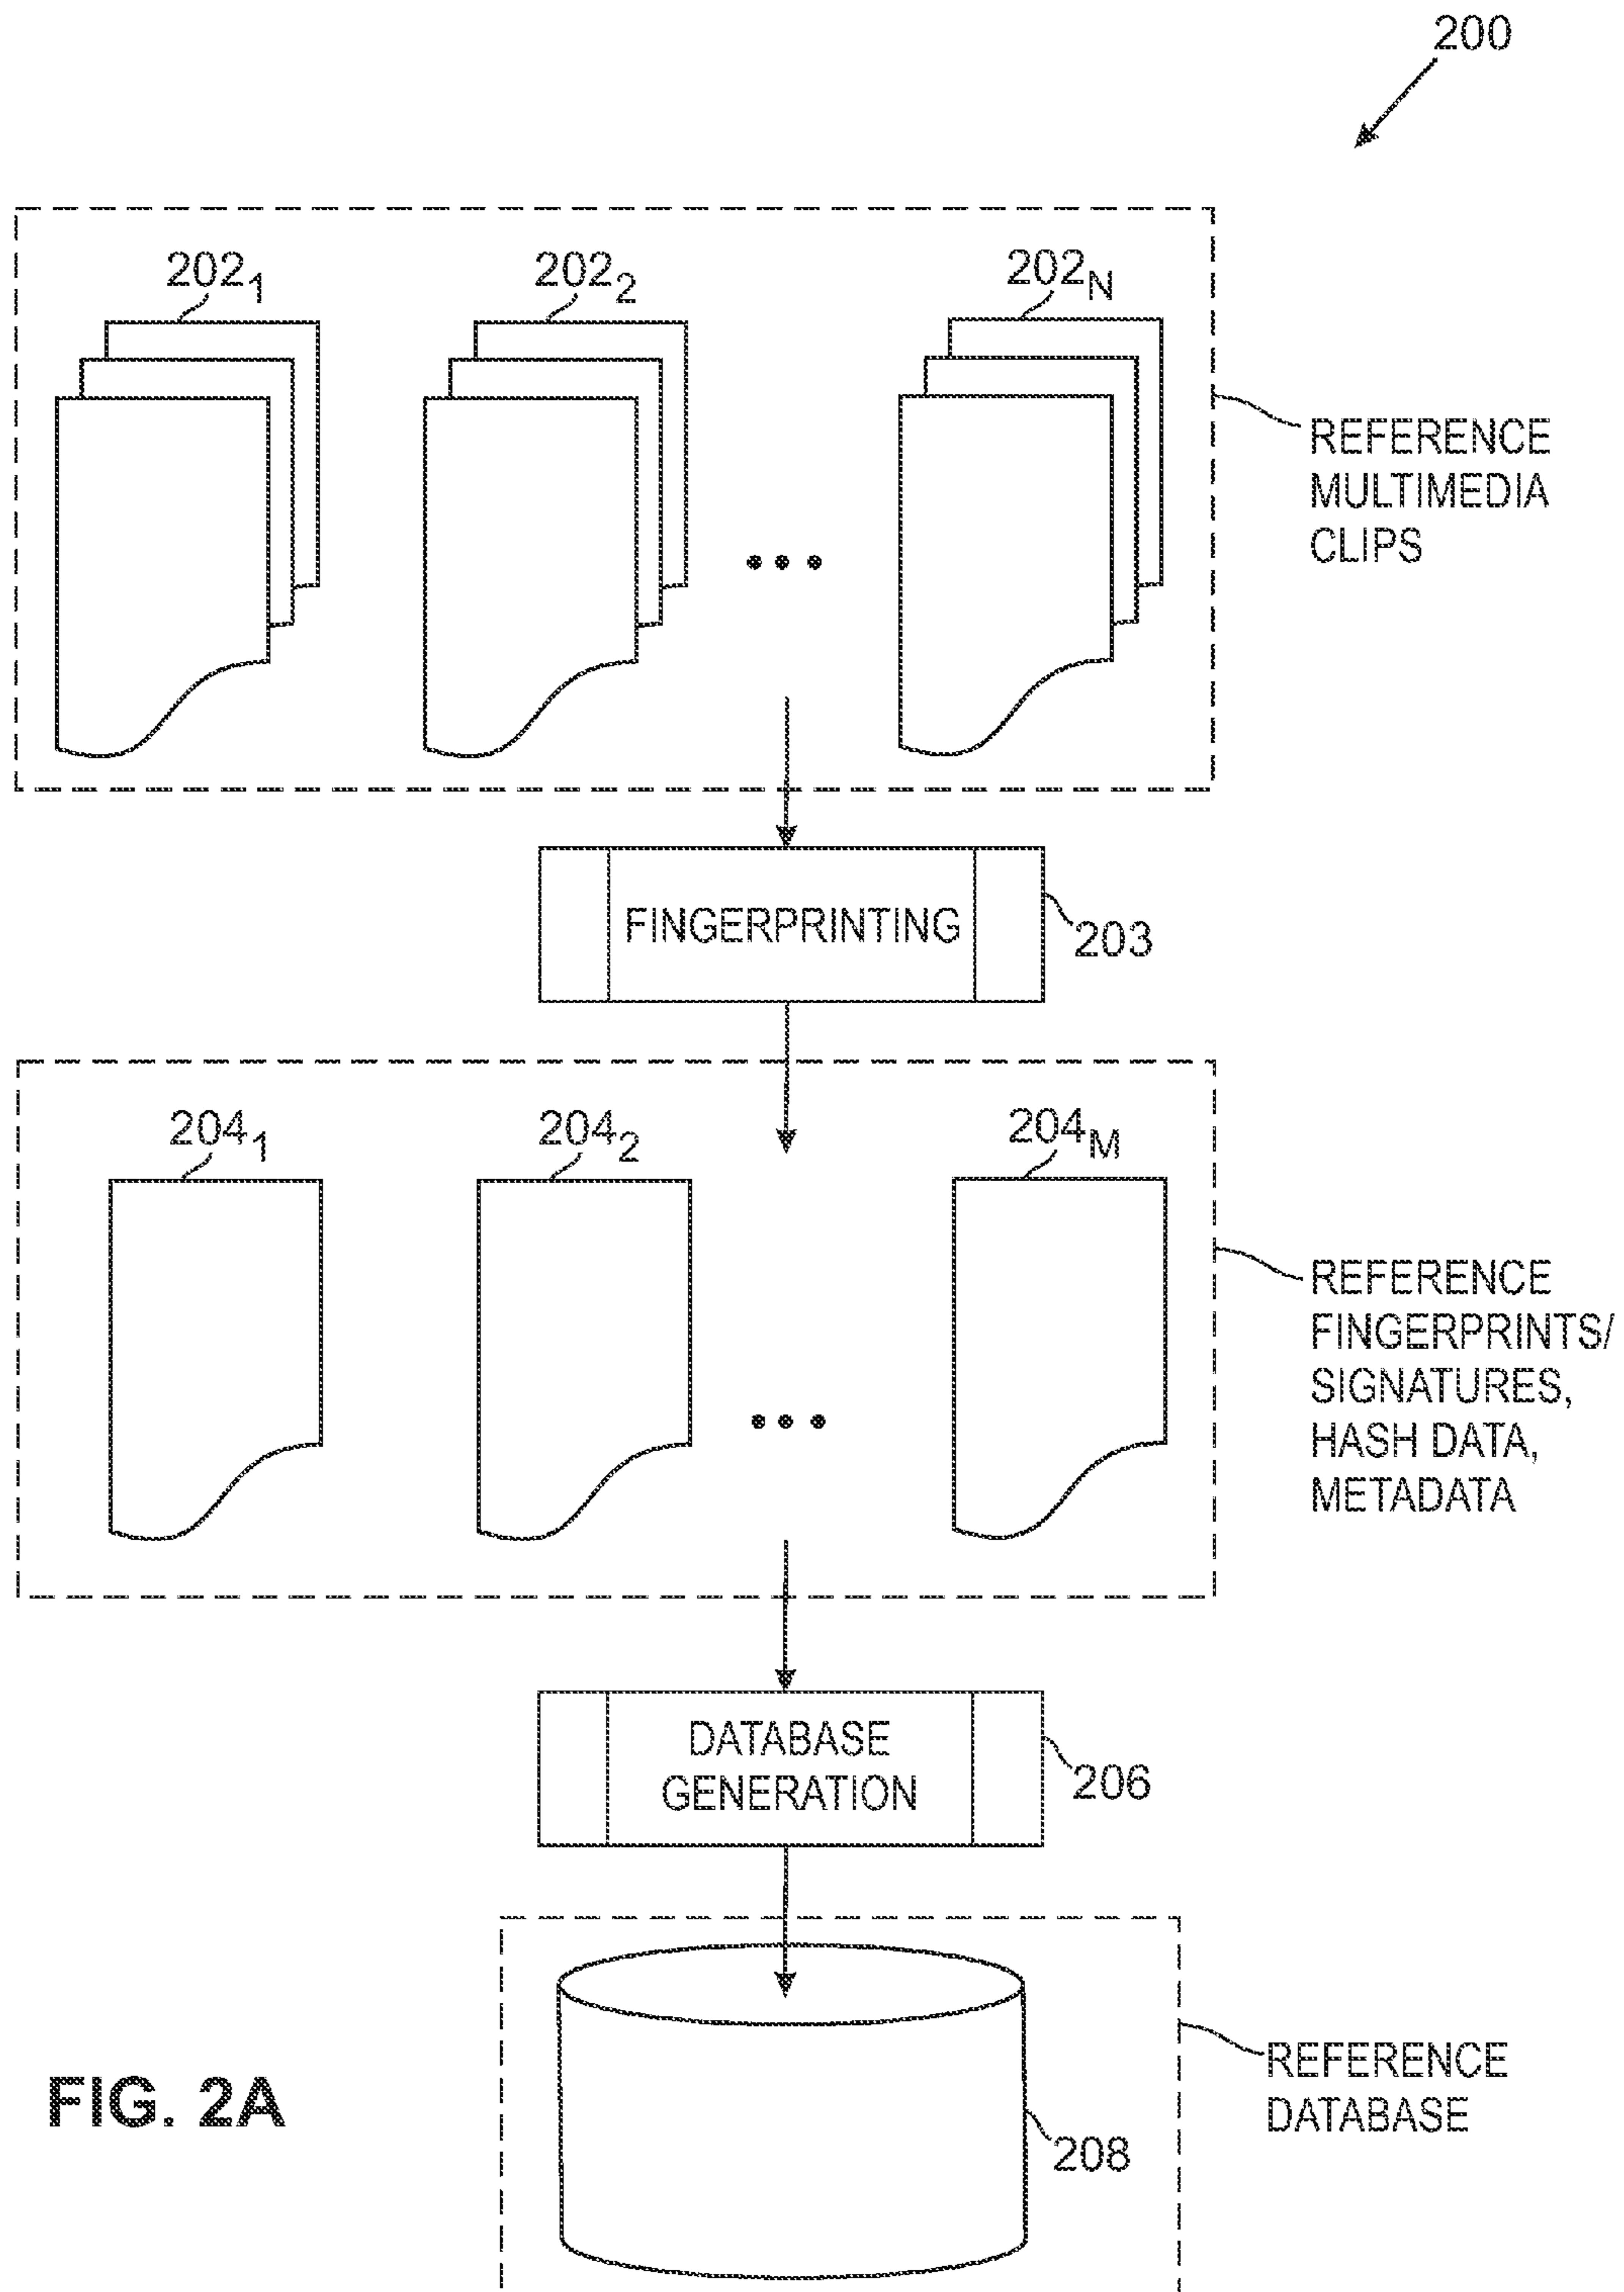 200
202₁ 202₂ 202N
REFERENCE
MULTIMEDIA
CLIPS
FINGERPRINTING
203
204₁ 204₂ 204M
REFERENCE
FINGERPRINTS/
SIGNATURES,
HASH DATA,
METADATA
DATABASE
GENERATION
206
REFERENCE
DATABASE
208
FIG. 2A